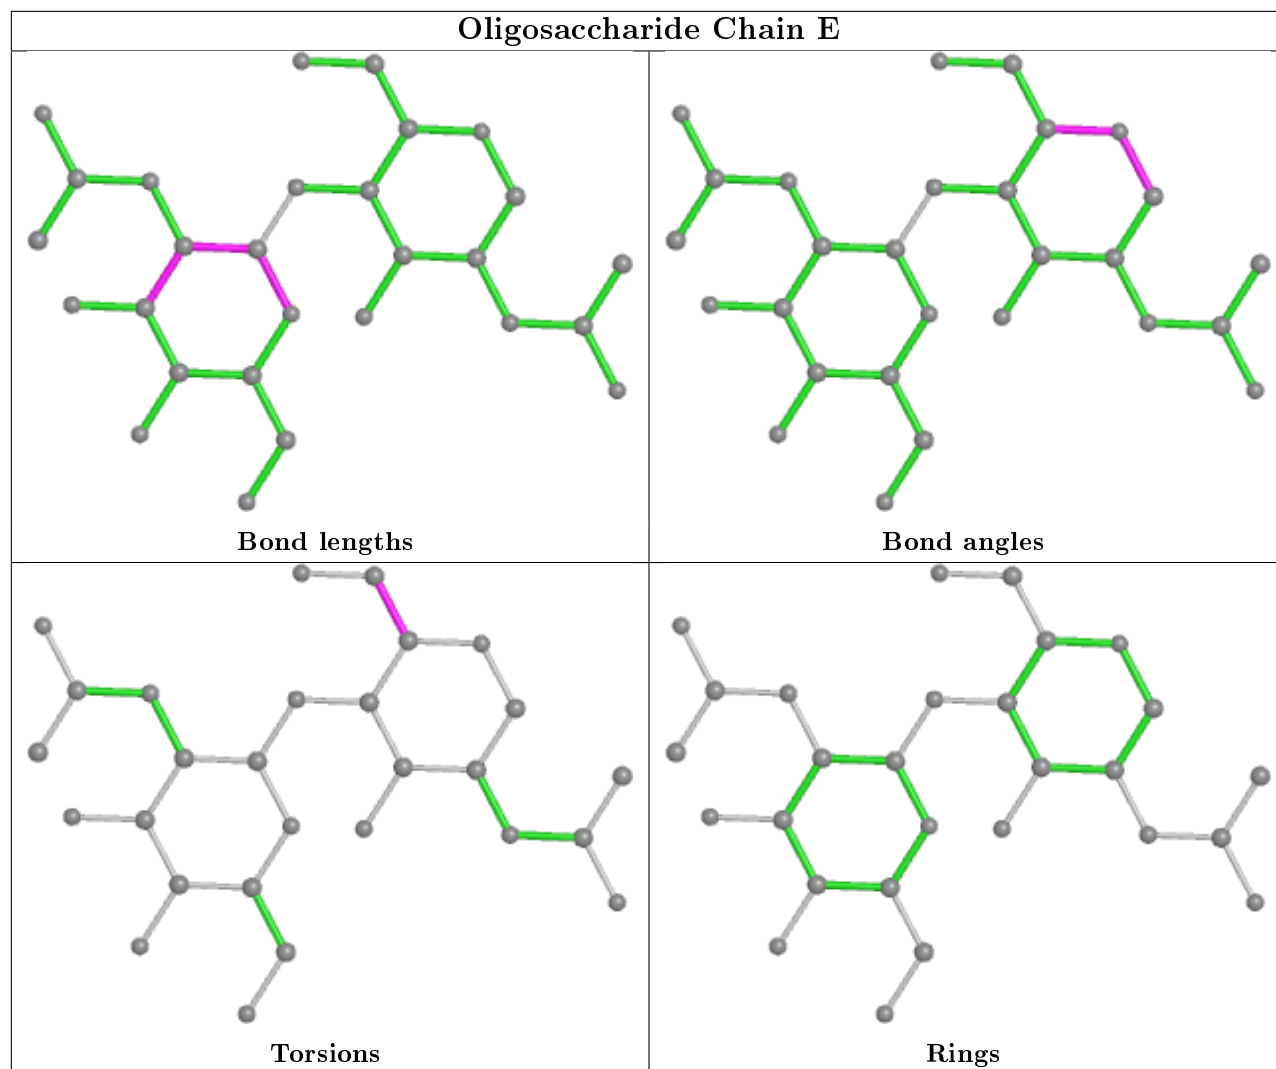 Oligosaccharide Chain E
Bond lengths
Bond angles
Torsions
Rings